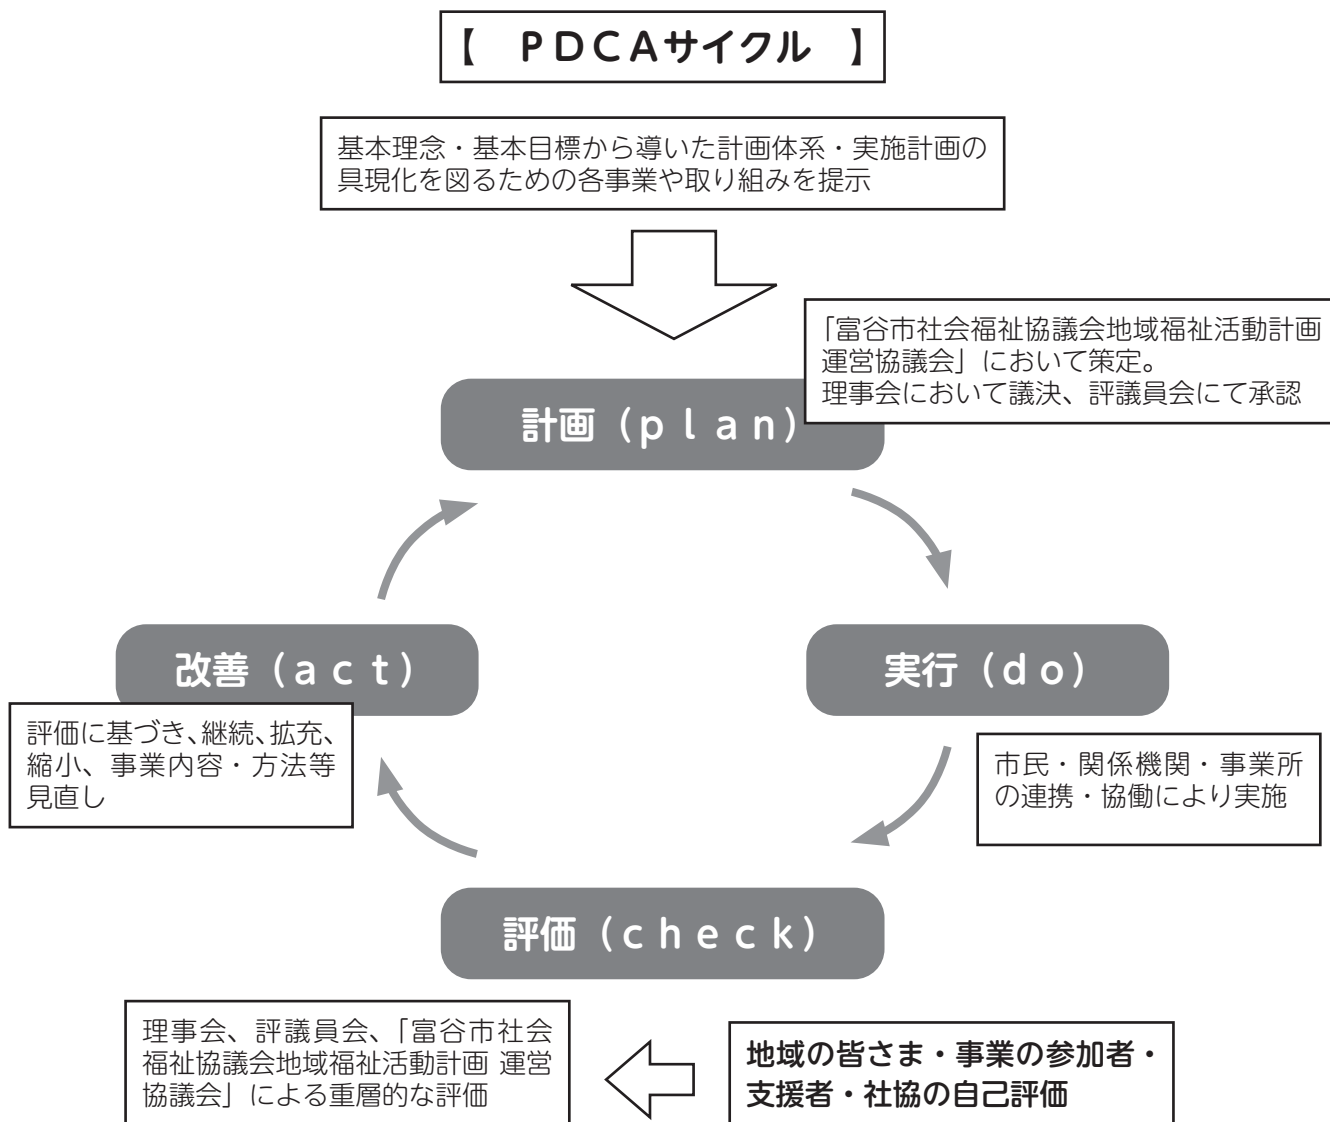 【　ＰＤＣＡサイクル　】
基本理念・基本目標から導いた計画体系・実施計画の
具現化を図るための各事業や取り組みを提示
「富谷市社会福祉協議会地域福祉活動計画
運営協議会」において策定。
理事会において議決、評議員会にて承認
計画（ｐｌａｎ）
改善（ａｃｔ）
評価に基づき、継続、拡充、
縮小、事業内容・方法等
見直し
実行（ｄｏ）
市民・関係機関・事業所
の連携・協働により実施
評価（ｃｈｅｃｋ）
理事会、評議員会、「富谷市社会
福祉協議会地域福祉活動計画 運営
協議会」による重層的な評価
地域の皆さま・事業の参加者・
支援者・社協の自己評価